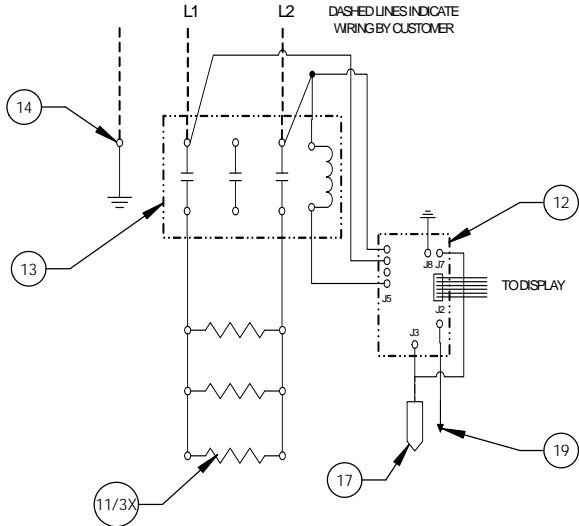 L1
L2
DASHED LINES INDICATE
WIRING BY CUSTOMER
14
13
12
J8 J7
J5
TO DISPLAY
J2
J3
17
19
11/3X